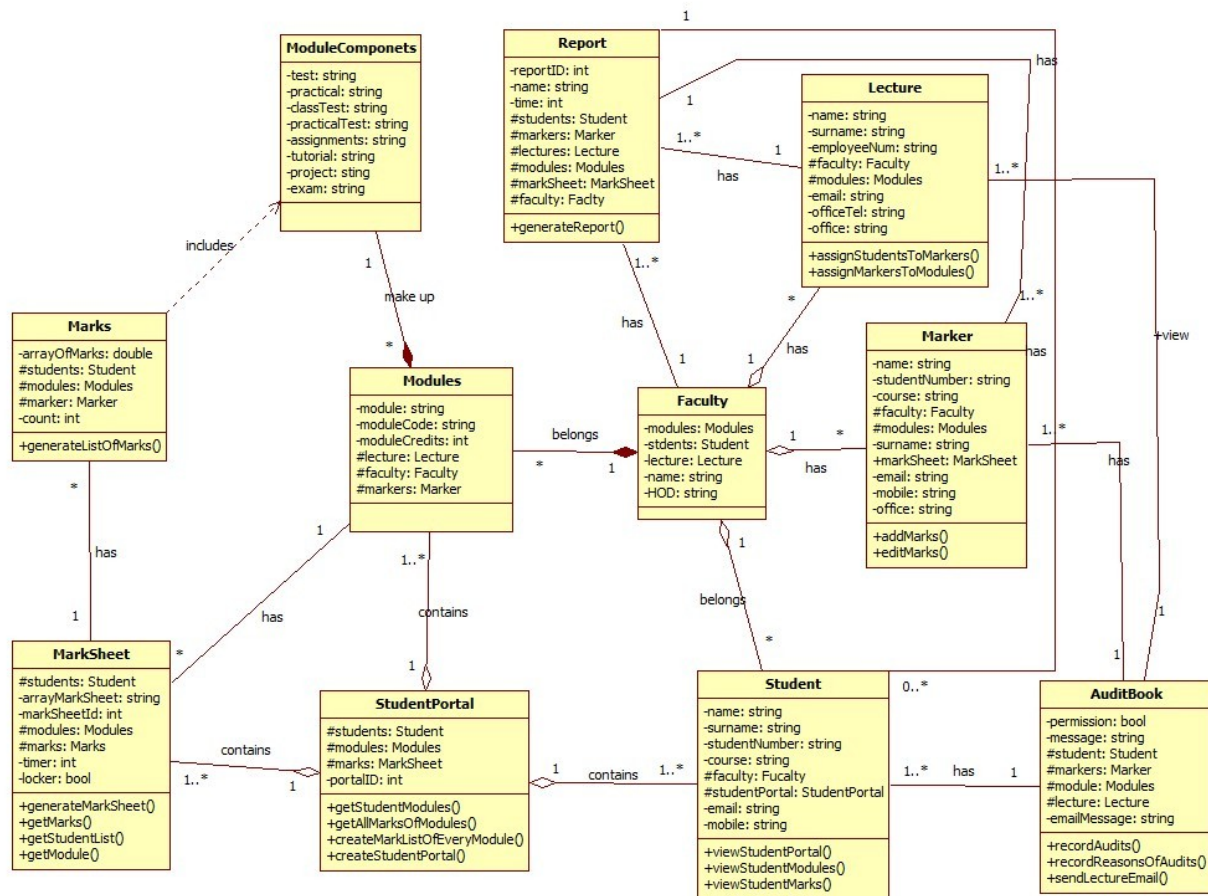 ModuleComponets
-test: string
-practical: string
-classTest: string
-practicalTest: string
-assignments: string
-tutorial: string
-project: sting
-exam: string
Report
-reportID: int
-name: string
-time: int
#students: Student
#markers: Marker
#lectures: Lecture
#modules: Modules
#markSheet: MarkSheet
#faculty: Faclty
+generateReport()
1
has
1
1..*
1
has
Lecture
-name: string
-surname: string
-employeeNum: string
#faculty: Faculty
#modules: Modules
-email: string
-officeTel: string
-office: string
+assignStudentsToMarkers()
+assignMarkersToModules()
1..*
includes
1
make up
*
1..*
has
1
*
has
1
1..*
+view
has
Marks
-arrayOfMarks: double
#students: Student
#modules: Modules
#marker: Marker
-count: int
+generateListOfMarks()
Modules
-module: string
-moduleCode: string
-moduleCredits: int
#lecture: Lecture
#faculty: Faculty
#markers: Marker
belongs
*
1
Faculty
-modules: Modules
-stdents: Student
-lecture: Lecture
-name: string
-HOD: string
1
*
has
Marker
-name: string
-studentNumber: string
-course: string
#faculty: Faculty
#modules: Modules
-surname: string
+markSheet: MarkSheet
-email: string
-mobile: string
-office: string
+addMarks()
+editMarks()
1..*
has
*
has
1
1
has
*
1..*
contains
1
1
belongs
*
1
1
MarkSheet
#students: Student
-arrayMarkSheet: string
-markSheetId: int
#modules: Modules
#marks: Marks
-timer: int
-locker: bool
+generateMarkSheet()
+getMarks()
+getStudentList()
+getModule()
contains
1..*
1
StudentPortal
#students: Student
#modules: Modules
#marks: MarkSheet
-portalID: int
+getStudentModules()
+getAllMarksOfModules()
+createMarkListOfEveryModule()
+createStudentPortal()
1
contains
1..*
Student
-name: string
-surname: string
-studentNumber: string
-course: string
#faculty: Fucalty
#studentPortal: StudentPortal
-email: string
-mobile: string
+viewStudentPortal()
+viewStudentModules()
+viewStudentMarks()
0..*
1..*
has
1
AuditBook
-permission: bool
-message: string
#student: Student
#markers: Marker
#module: Modules
#lecture: Lecture
-emailMessage: string
+recordAudits()
+recordReasonsOfAudits()
+sendLectureEmail()